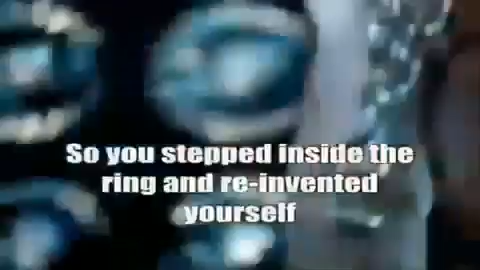 So you stepped inside the
ring and re-invented
yourself